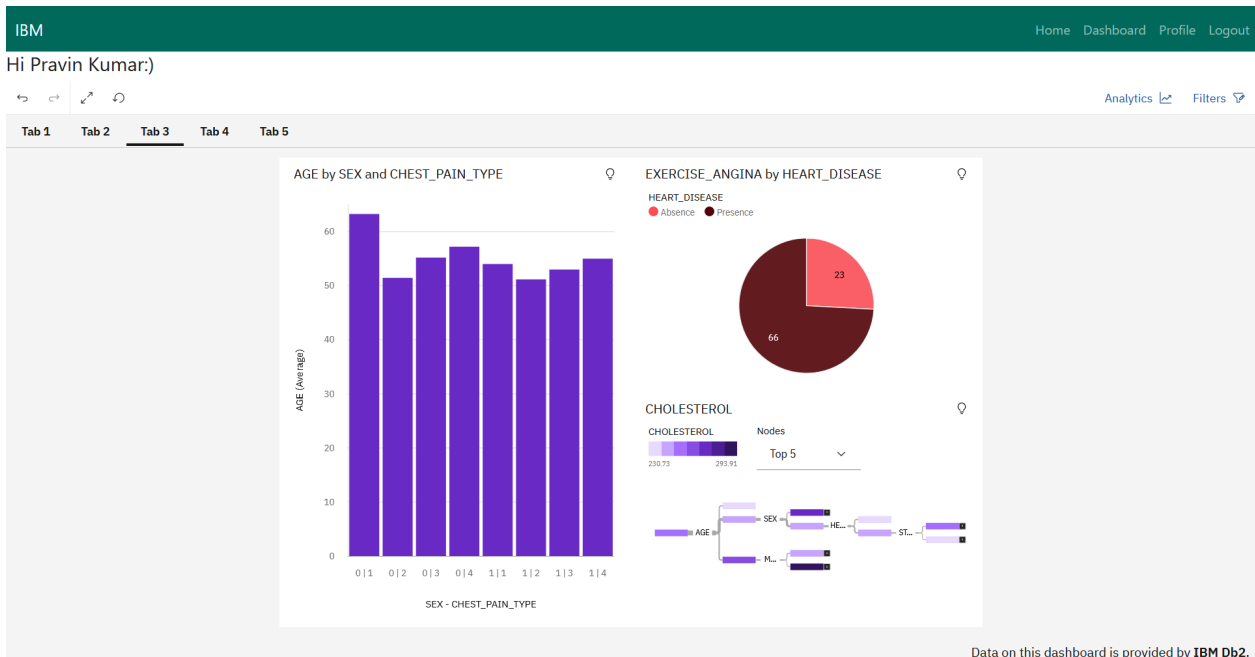 IBM
Home Dashboard Profile Logout
Hi Pravin Kumar:)
Analytics Filters
Tab 1 Tab 2 Tab 3 Tab 4 Tab 5
AGE by SEX and CHEST_PAIN_TYPE
AGE (Average)
60
50
40
30
20
10
0
0|1 0|2 0|3 0|4 1|1 1|2 1|3 1|4
SEX - CHEST_PAIN_TYPE
EXERCISE_ANGINA by HEART_DISEASE
HEART_DISEASE
Absence Presence
23
66
CHOLESTEROL
CHOLESTEROL Nodes
Top 5
230.73 293.91
SEX
HE...
AGE
ST...
M...
Data on this dashboard is provided by IBM Db2.